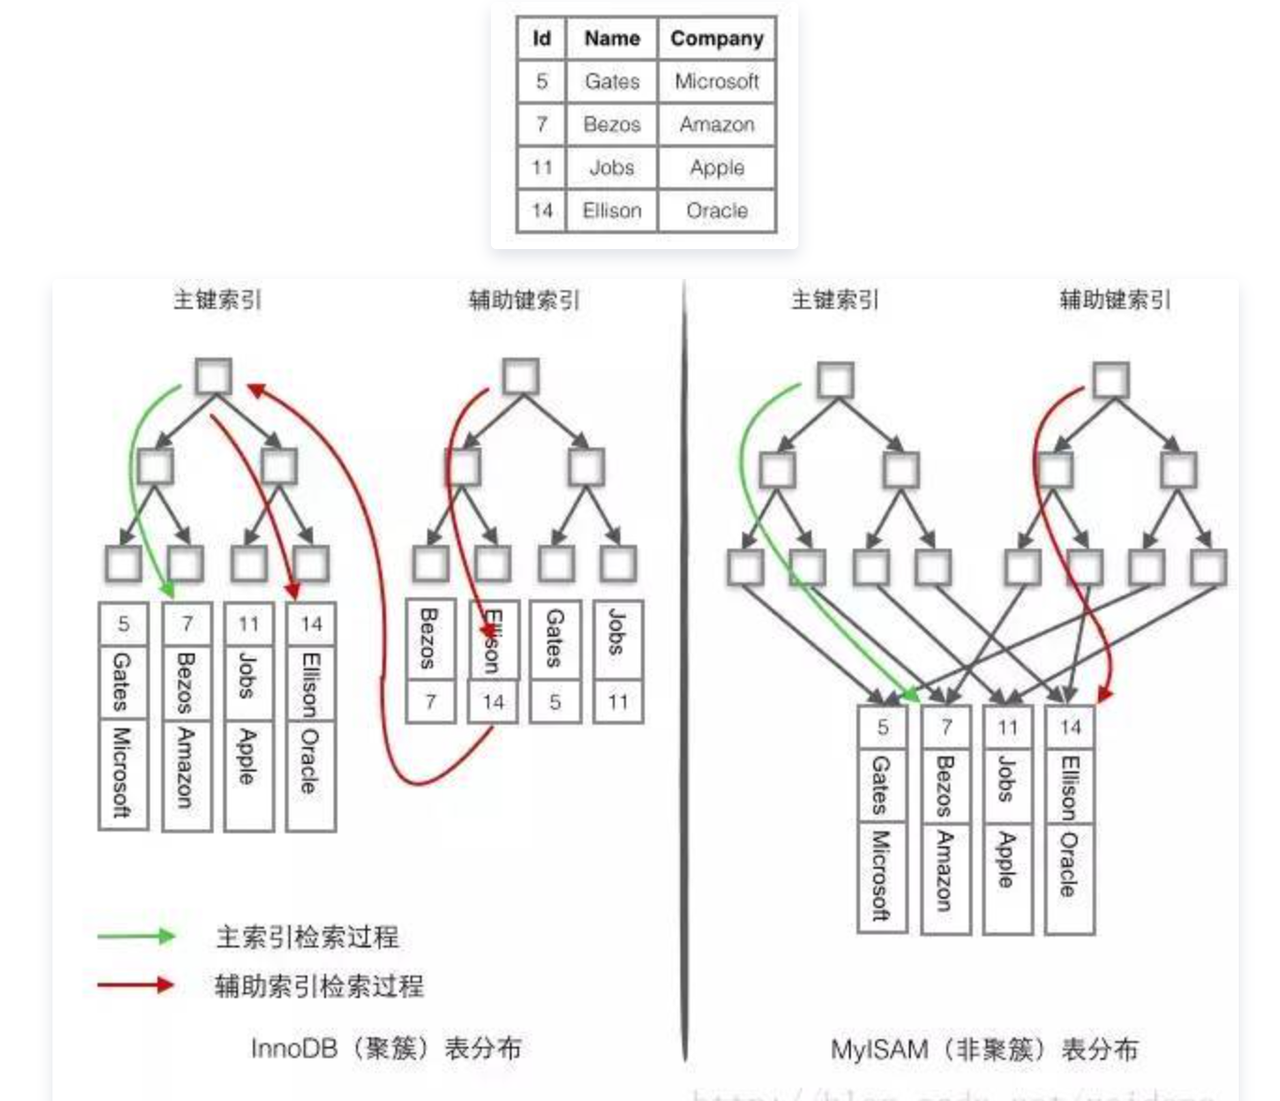 Id Name Company
5 Gates Microsoft
7 Bezos Amazon
11 Jobs Apple
14 Ellison Oracle
主键索引 辅助键索引 主键索引 辅助键索引
5 7 11 14
Gates Bezos Jobs Ellison
Microsoft Amazon Apple Oracle
Bezos Ellison Gates Jobs
7 14 5 11
5 7 11 14
Gates Bezos Jobs Ellison
Microsoft Amazon Apple Oracle
主索引检索过程
辅助索引检索过程
InnoDB（聚簇）表分布 MyISAM（非聚簇）表分布